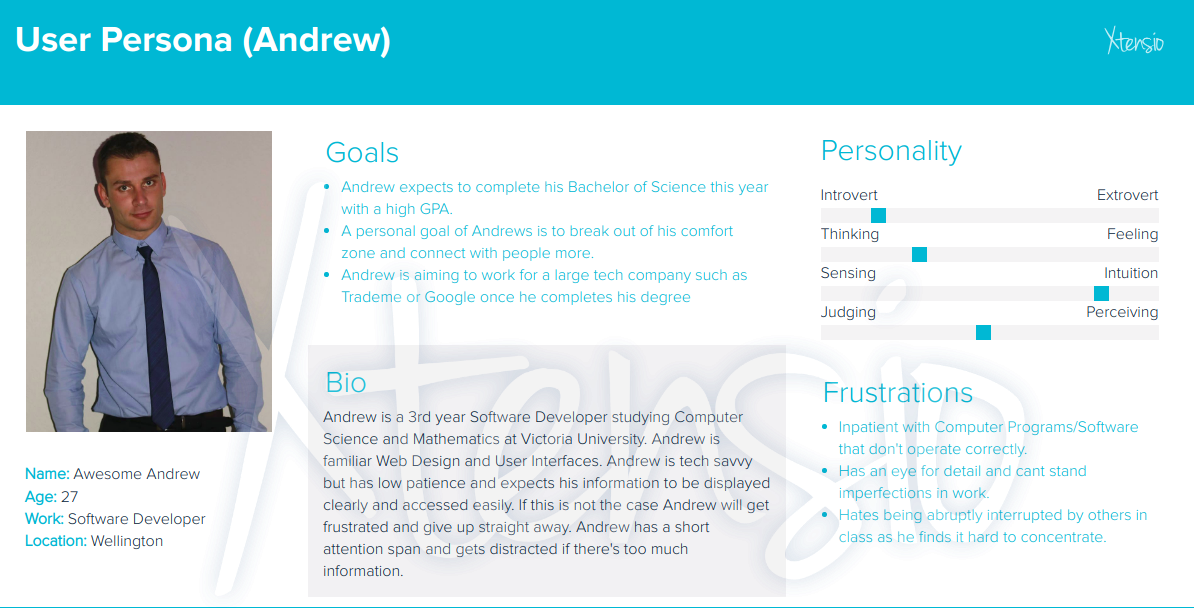 User Persona (Andrew)
Xtensio
Goals
• Andrew expects to complete his Bachelor of Science this year
with a high GPA.
• A personal goal of Andrews is to break out of his comfort
zone and connect with people more.
• Andrew is aiming to work for a large tech company such as
Trademe or Google once he completes his degree
Bio
Andrew is a 3rd year Software Developer studying Computer
Science and Mathematics at Victoria University. Andrew is
familiar Web Design and User Interfaces. Andrew is tech savvy
but has low patience and expects his information to be displayed
clearly and accessed easily. If this is not the case Andrew will get
frustrated and give up straight away. Andrew has a short
attention span and gets distracted if there's too much
information.
Name: Awesome Andrew
Age: 27
Work: Software Developer
Location: Wellington
Personality
Introvert Extrovert
Thinking Feeling
Sensing Intuition
Judging Perceiving
Frustrations
• Inpatient with Computer Programs/Software
that don't operate correctly.
• Has an eye for detail and cant stand
imperfections in work.
• Hates being abruptly interrupted by others in
class as he finds it hard to concentrate.
Xtensio